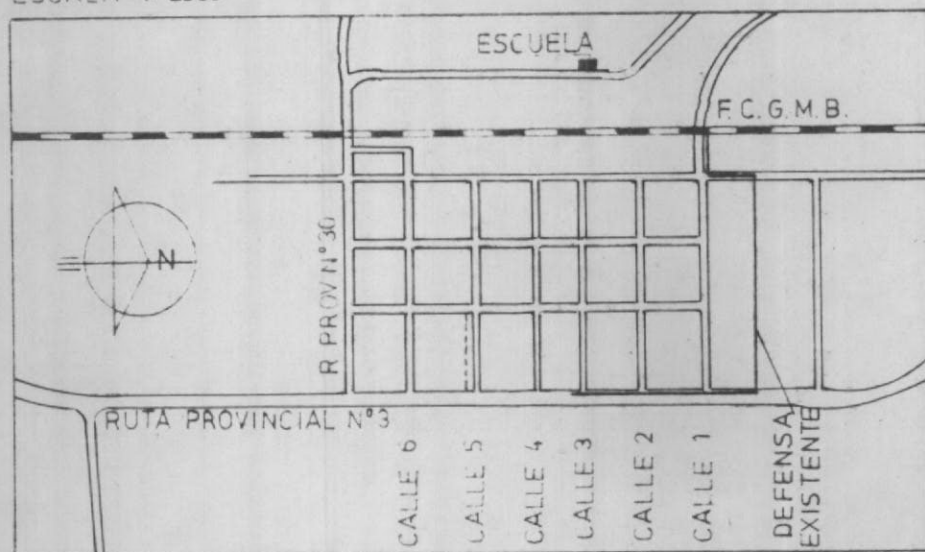 ESCUELA
F. C. G. M. B.
N
R PROV N°30
RUTA PROVINCIAL N°3
CALLE 6
CALLE 5
CALLE 4
CALLE 3
CALLE 2
CALLE 1
DEFENSA
EXISTENTE